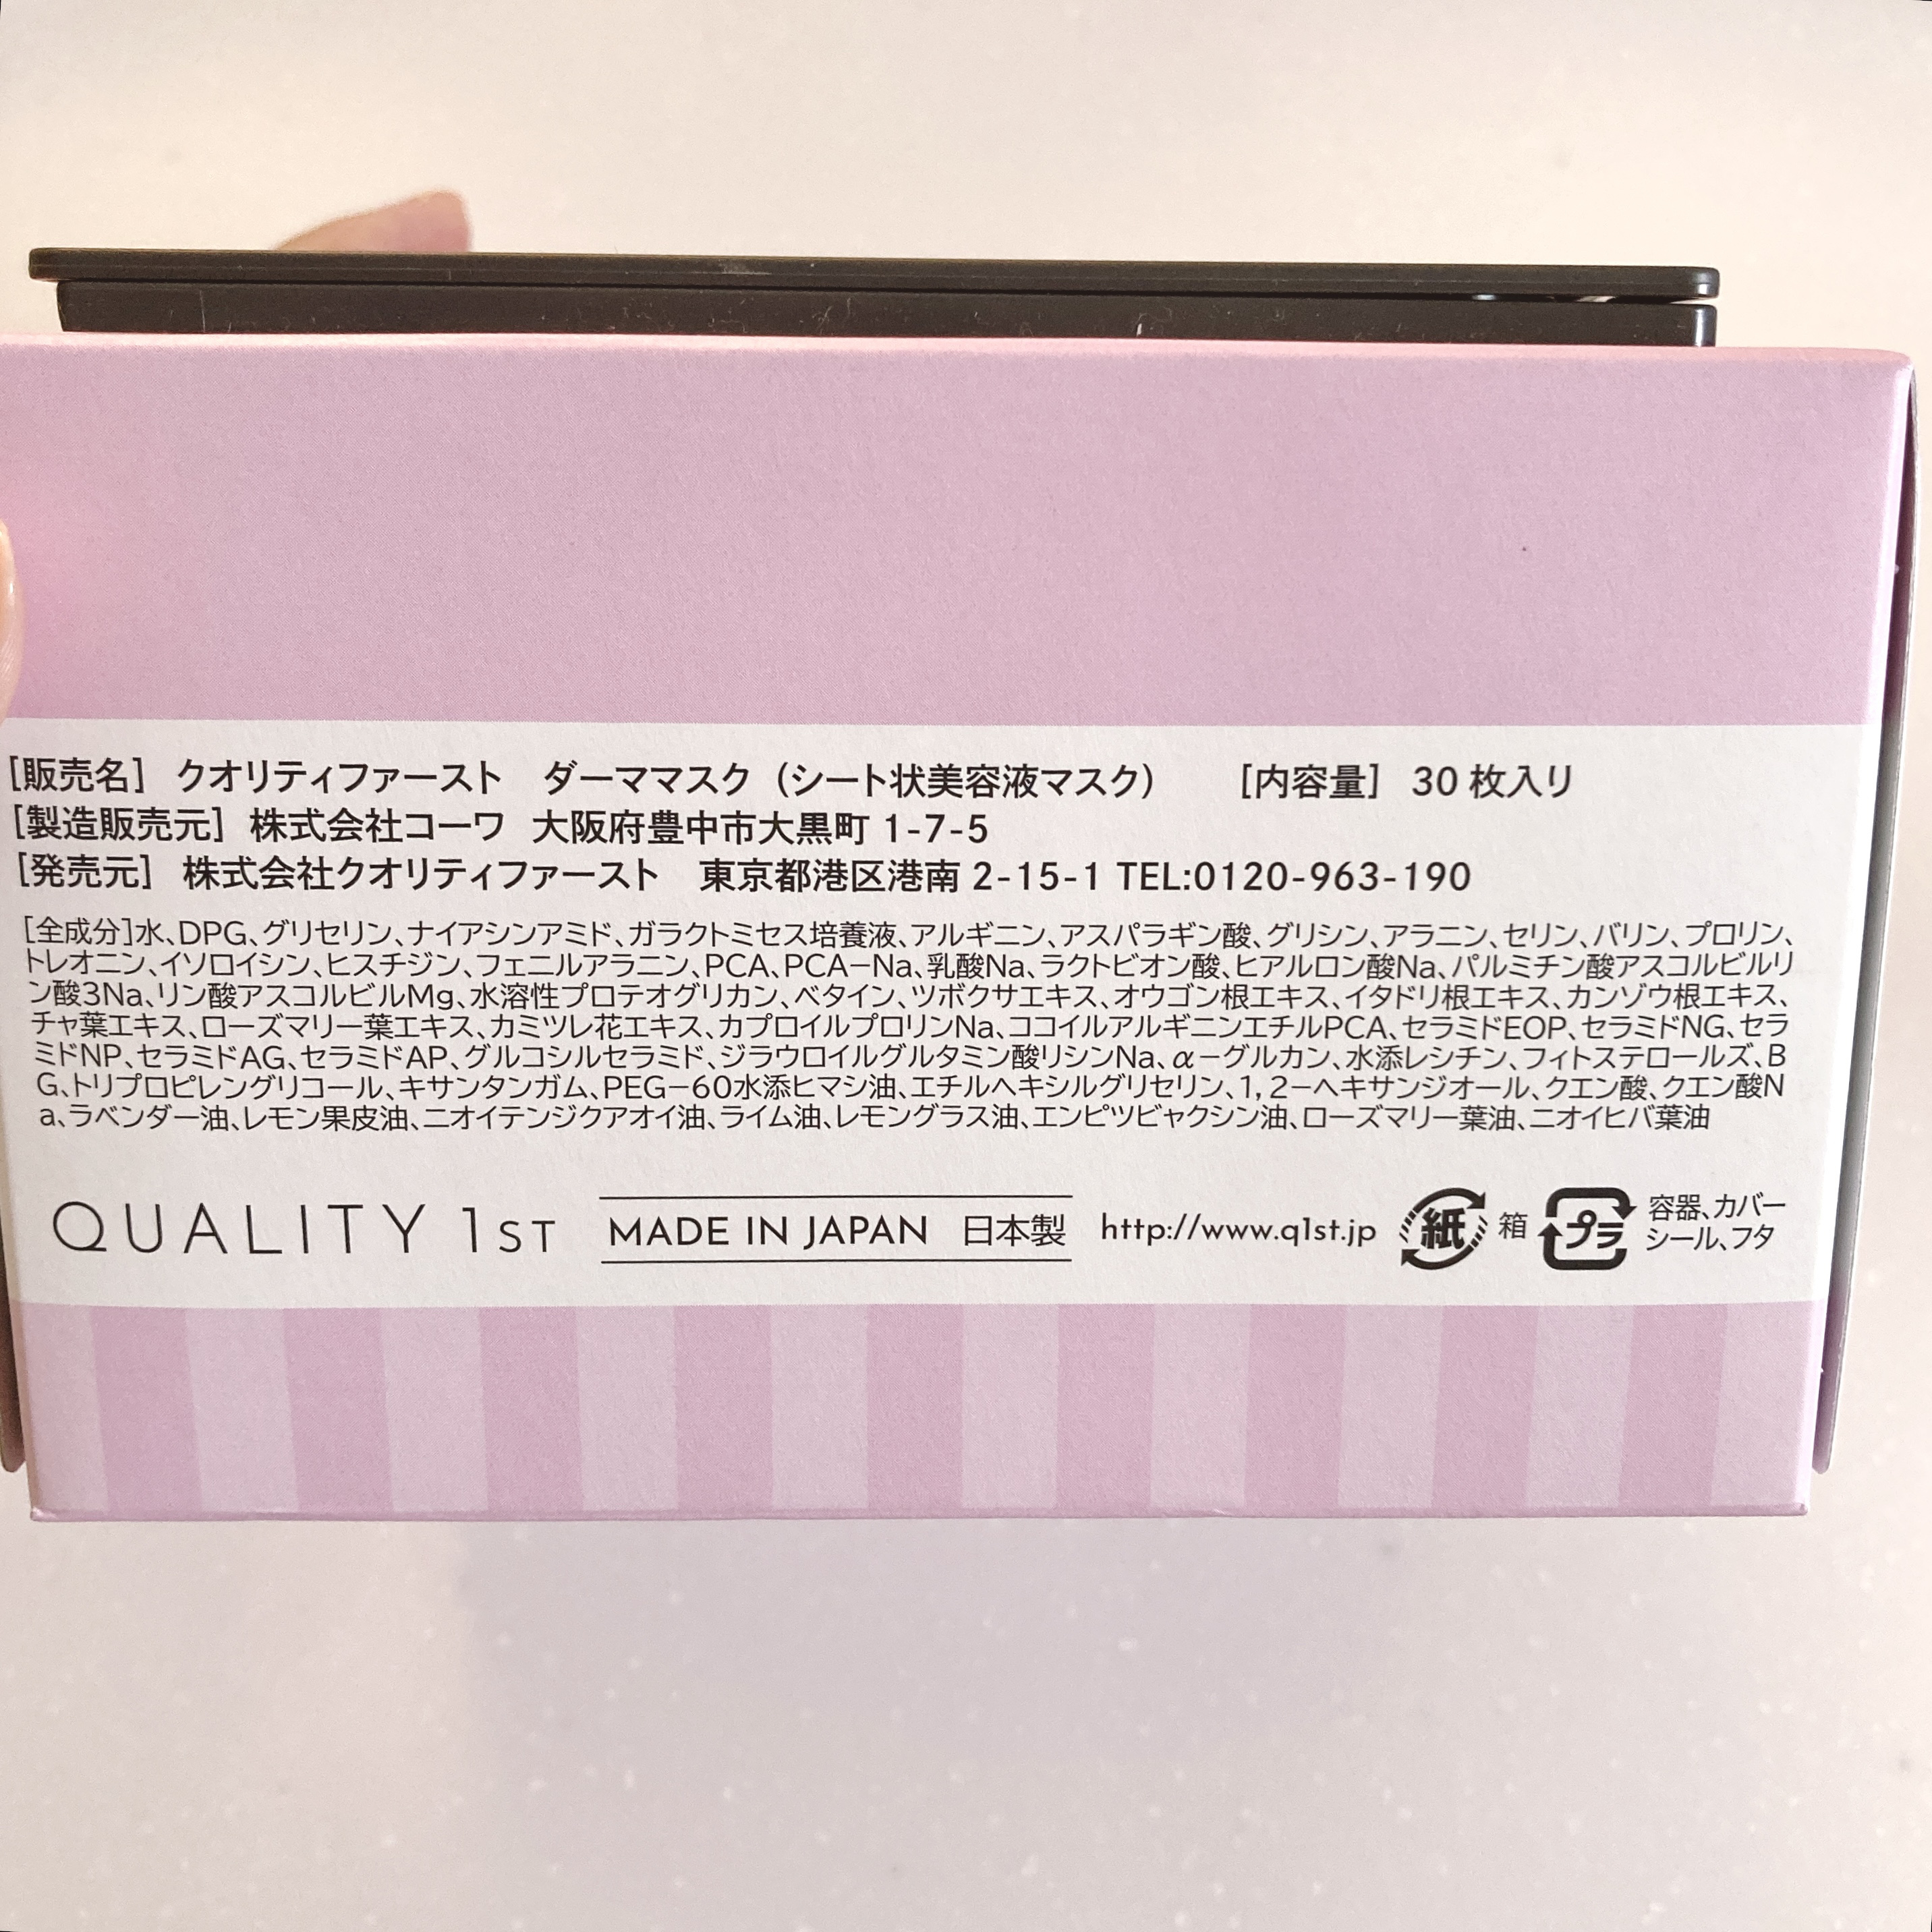 [販売名] クオリティファースト ダーママスク (シート状美容液マスク) [内容量] 30枚入り
[製造販売元] 株式会社コーワ 大阪府豊中市大黒町 1-7-5
[発売元] 株式会社クオリティファースト 東京都港区港南 2-15-1 TEL:0120-963-190
[全成分]水、DPG、グリセリン、ナイアシンアミド、ガラクトミセス培養液、アルギニン、アスパラギン酸、グリシン、アラニン、セリン、バリン、プロリン、
トレオニン、イソロイシン、ヒスチジン、フェニルアラニン、PCA、PCA－Na、乳酸Na、ラクトビオン酸、ヒアルロン酸Na、パルミチン酸アスコルビルリ
ン酸3Na、リン酸アスコルビルMg、水溶性プロテオグリカン、ベタイン、ツボクサエキス、オウゴン根エキス、イタドリ根エキス、カンゾウ根エキス、
チャ葉エキス、ローズマリー葉エキス、カミツレ花エキス、カプロイルプロリンNa、ココイルアルギニンエチルPCA、セラミドEOP、セラミドNG、セラ
ミドNP、セラミドAG、セラミドAP、グルコシルセラミド、ジラウロイルグルタミン酸リシンNa、α－グルカン、水添レシチン、フィトステロールズ、B
G、トリプロピレングリコール、キサンタンガム、PEG－60水添ヒマシ油、エチルヘキシルグリセリン、1,2－ヘキサンジオール、クエン酸、クエン酸N
a、ラベンダー油、レモン果皮油、ニオイテンジクアオイ油、ライム油、レモングラス油、エンピツビャクシン油、ローズマリー葉油、ニオイヒバ葉油
QUALITY 1ST MADE IN JAPAN 日本製 http://www.q1st.jp 紙 箱 プラ 容器、カバー
シール、フタ